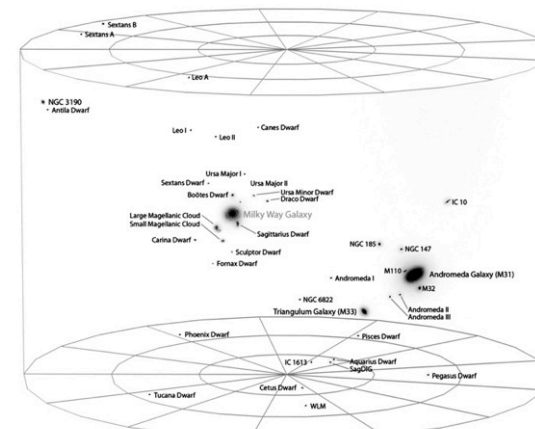 Sextans B
Sextans A
Leo A
NGC 3190
Antila Dwarf
Leo I
Leo II
Canes Dwarf
Ursa Major I
Ursa Major II
Sextans Dwarf
Ursa Minor Dwarf
Draco Dwarf
Boötes Dwarf
Milky Way Galaxy
IC 10
Large Magellanic Cloud
Small Magellanic Cloud
Sagittarius Dwarf
Carina Dwarf
NGC 185
NGC 147
Sculptor Dwarf
Fornax Dwarf
M110
Andromeda Galaxy (M31)
Andromeda I
M32
NGC 6822
Andromeda II
Andromeda III
Triangulum Galaxy (M33)
Phoenix Dwarf
Pisces Dwarf
IC 1613
Aquarius Dwarf
SagDIG
Pegasus Dwarf
Cetus Dwarf
Tucana Dwarf
WLM